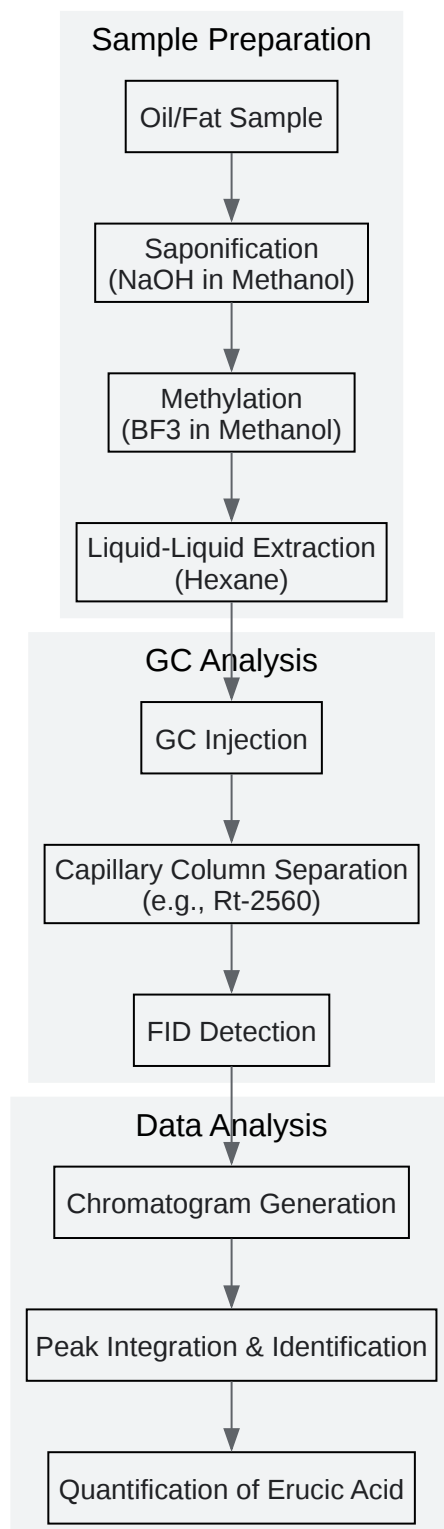 Sample Preparation
Oil/Fat Sample
Saponification
(NaOH in Methanol)
Methylation
(BF3 in Methanol)
Liquid-Liquid Extraction
(Hexane)
GC Analysis
GC Injection
Capillary Column Separation
(e.g., Rt-2560)
FID Detection
Data Analysis
Chromatogram Generation
Peak Integration & Identification
Quantification of Erucic Acid